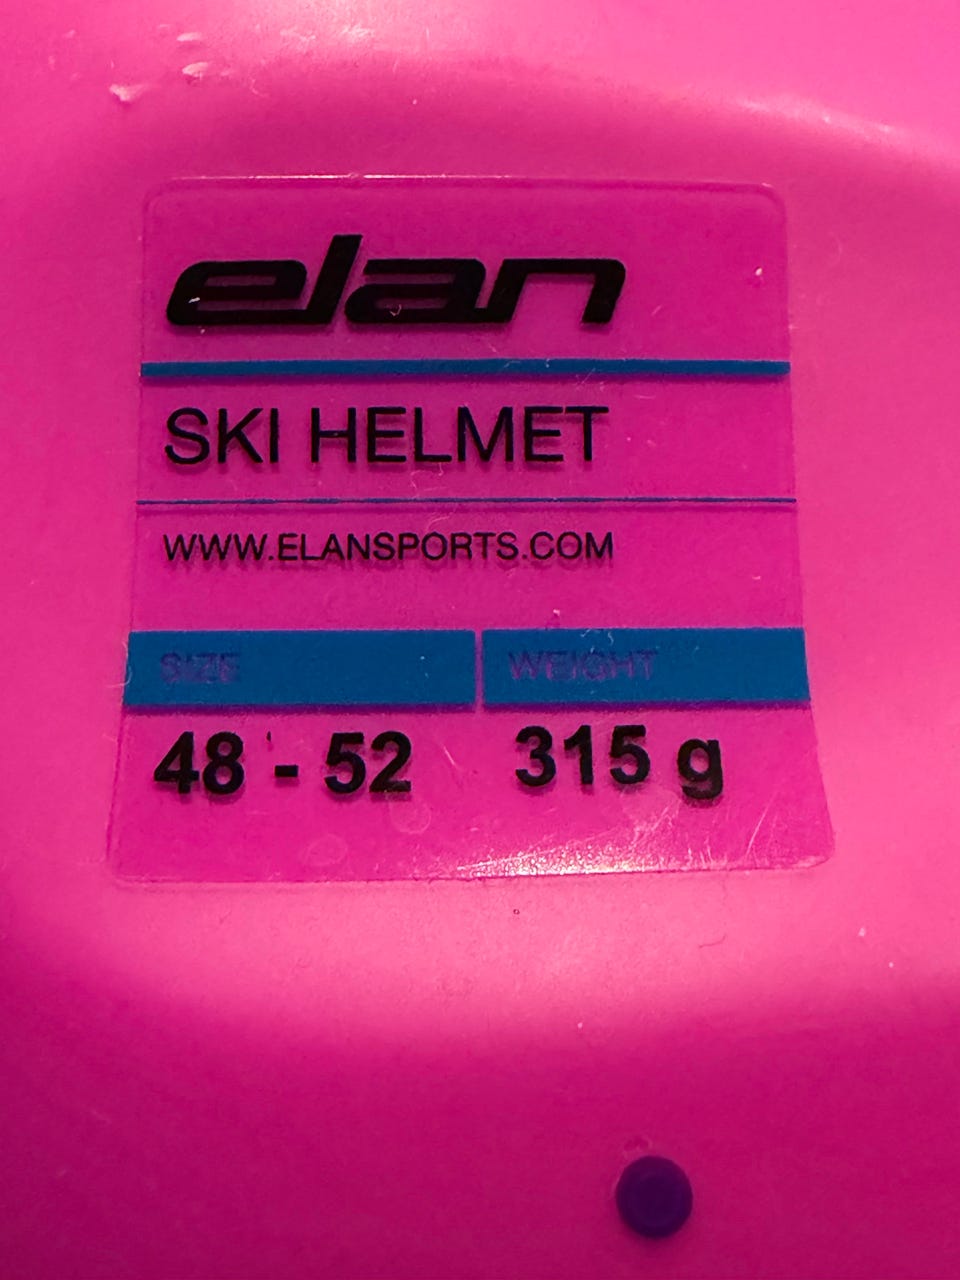 elan
SKI HELMET
WWW.ELANSPORTS.COM
SIZE WEIGHT
48 - 52 315 g